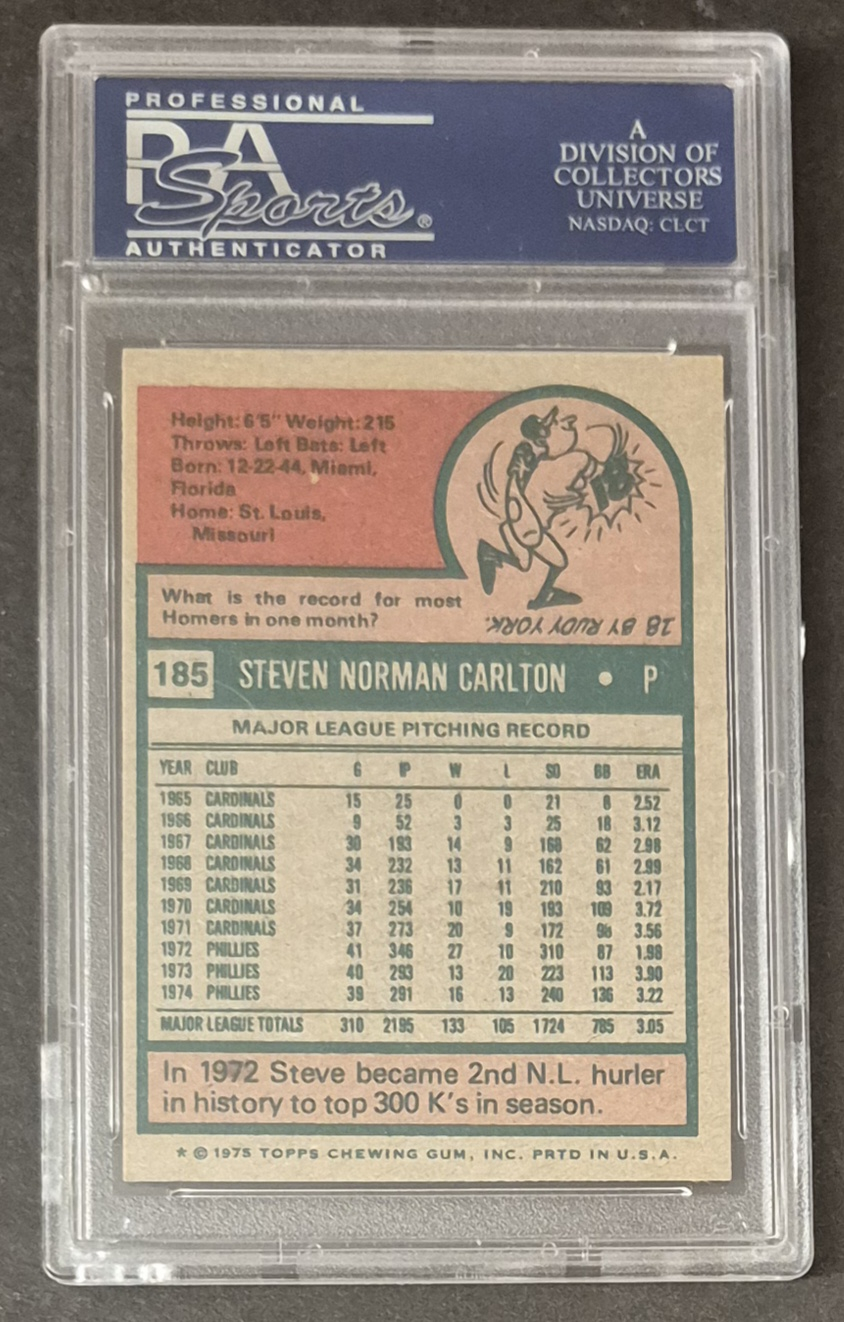 PROFESSIONAL
PSA
Sports®
AUTHENTICATOR
A
DIVISION OF
COLLECTORS
UNIVERSE
NASDAQ: CLCT
Height: 6'5" Weight: 215
Throws: Left Bats: Left
Born: 12-22-44, Miami,
Florida
Home: St. Louis,
Missouri
18
What is the record for most
Homers in one month?
18 BY RUDY YORK.
185 STEVEN NORMAN CARLTON • P
MAJOR LEAGUE PITCHING RECORD
YEAR CLUB G IP W L SO BB ERA
1965 CARDINALS 15 25 0 0 21 8 2.52
1966 CARDINALS 9 52 3 3 25 18 3.12
1967 CARDINALS 30 193 14 9 168 62 2.98
1968 CARDINALS 34 232 13 11 162 61 2.99
1969 CARDINALS 31 236 17 11 210 93 2.17
1970 CARDINALS 34 254 10 19 193 109 3.72
1971 CARDINALS 37 273 20 9 172 98 3.56
1972 PHILLIES 41 346 27 10 310 87 1.98
1973 PHILLIES 40 293 13 20 223 113 3.90
1974 PHILLIES 39 291 16 13 240 136 3.22
MAJOR LEAGUE TOTALS 310 2195 133 105 1724 785 3.05
In 1972 Steve became 2nd N.L. hurler
in history to top 300 K's in season.
* © 1975 TOPPS CHEWING GUM, INC. PRTD IN U.S.A.